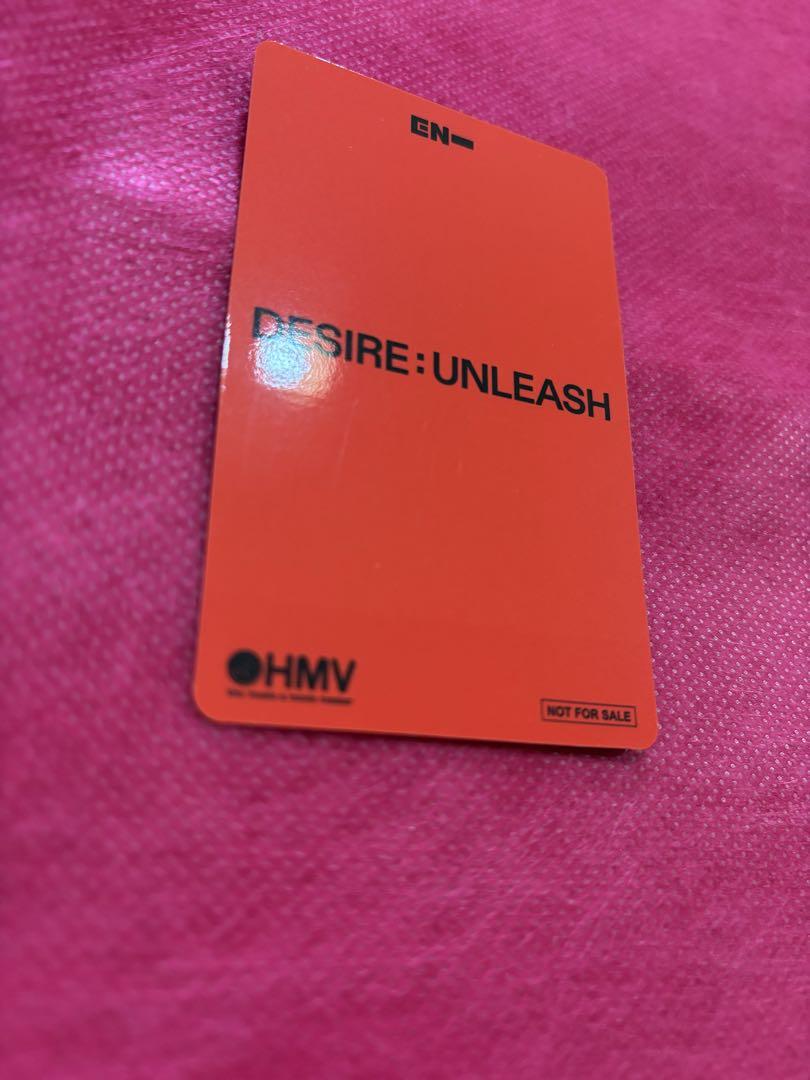 EN-
DESIRE : UNLEASH
HMV
NOT FOR SALE